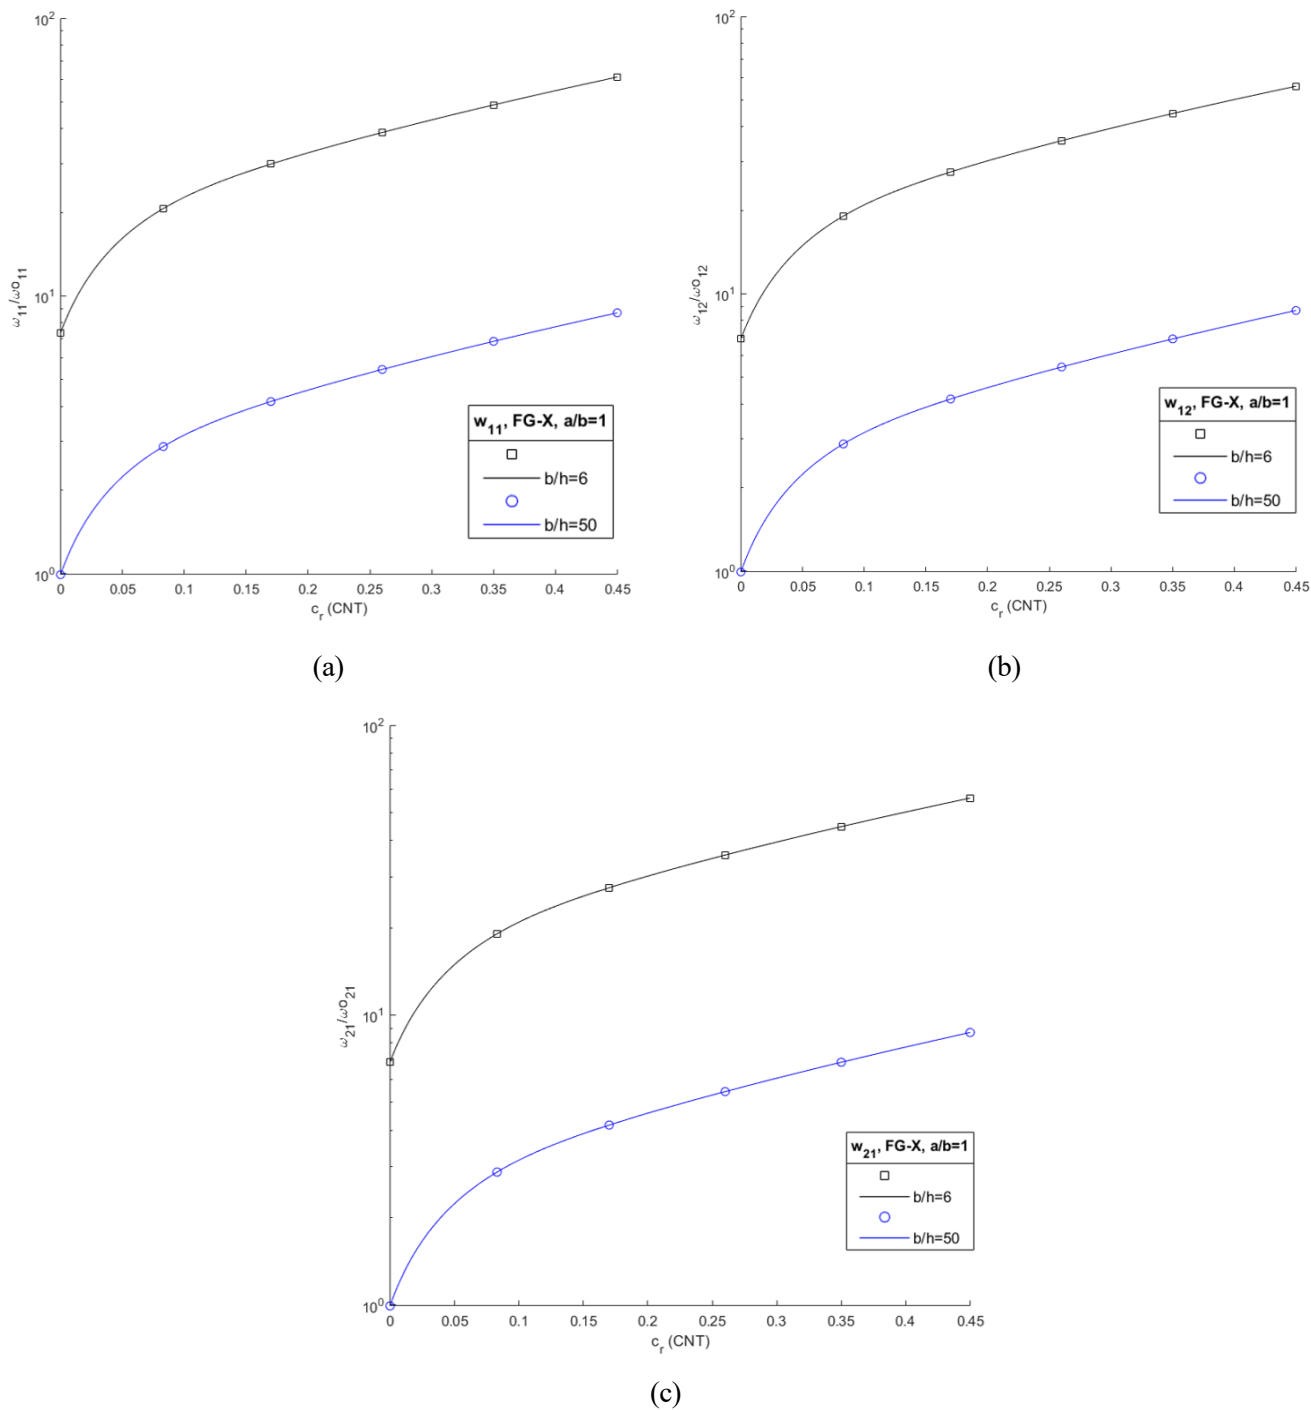 10²
10¹
10⁰
ω₁₁/ωo₁₁
0 0.05 0.1 0.15 0.2 0.25 0.3 0.35 0.4 0.45
c_r (CNT)
w₁₁, FG-X, a/b=1
b/h=6
b/h=50
(a)
10²
10¹
10⁰
ω₁₂/ωo₁₂
0 0.05 0.1 0.15 0.2 0.25 0.3 0.35 0.4 0.45
c_r (CNT)
w₁₂, FG-X, a/b=1
b/h=6
b/h=50
(b)
10²
10¹
10⁰
ω₂₁/ωo₂₁
0 0.05 0.1 0.15 0.2 0.25 0.3 0.35 0.4 0.45
c_r (CNT)
w₂₁, FG-X, a/b=1
b/h=6
b/h=50
(c)